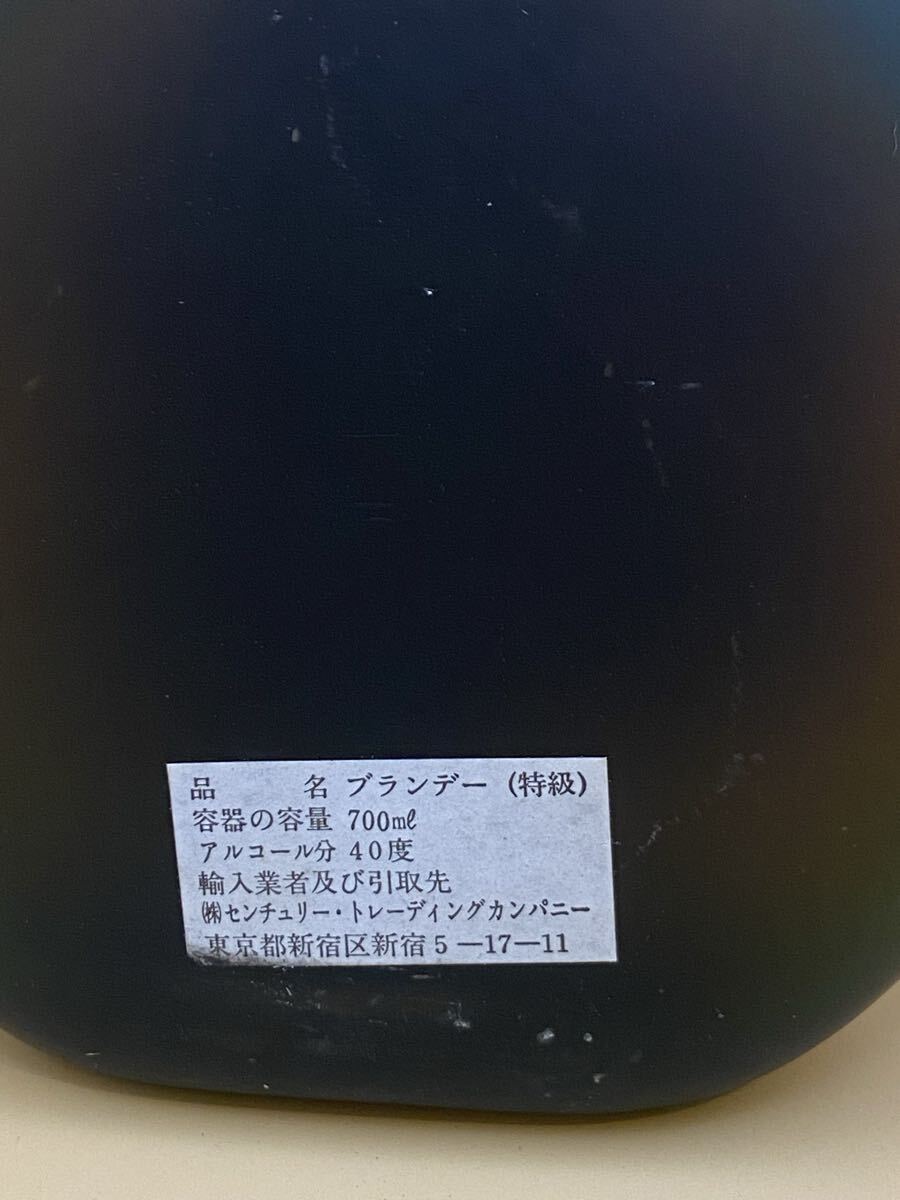 品　　　名 ブランデー (特級)
容器の容量 700㎖
アルコール分 40度
輸入業者及び引取先
㈱センチュリー・トレーディングカンパニー
東京都新宿区新宿5―17―11